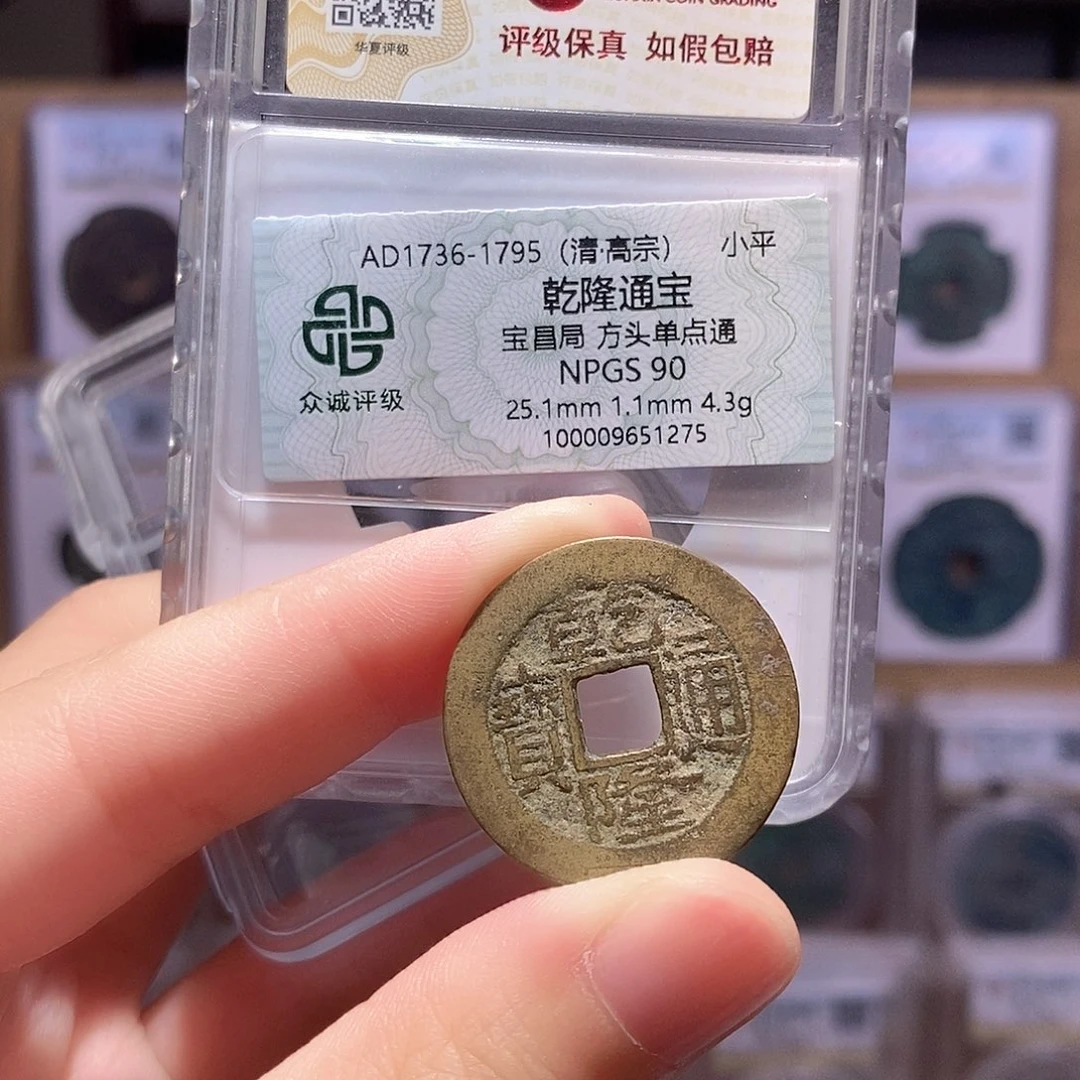 华夏评级
COIN GRADING
评级保真 如假包赔
AD1736-1795（清·高宗） 小平
乾隆通宝
宝昌局 方头单点通
NPGS 90
25.1mm 1.1mm 4.3g
100009651275
众诚评级
乾隆通寶